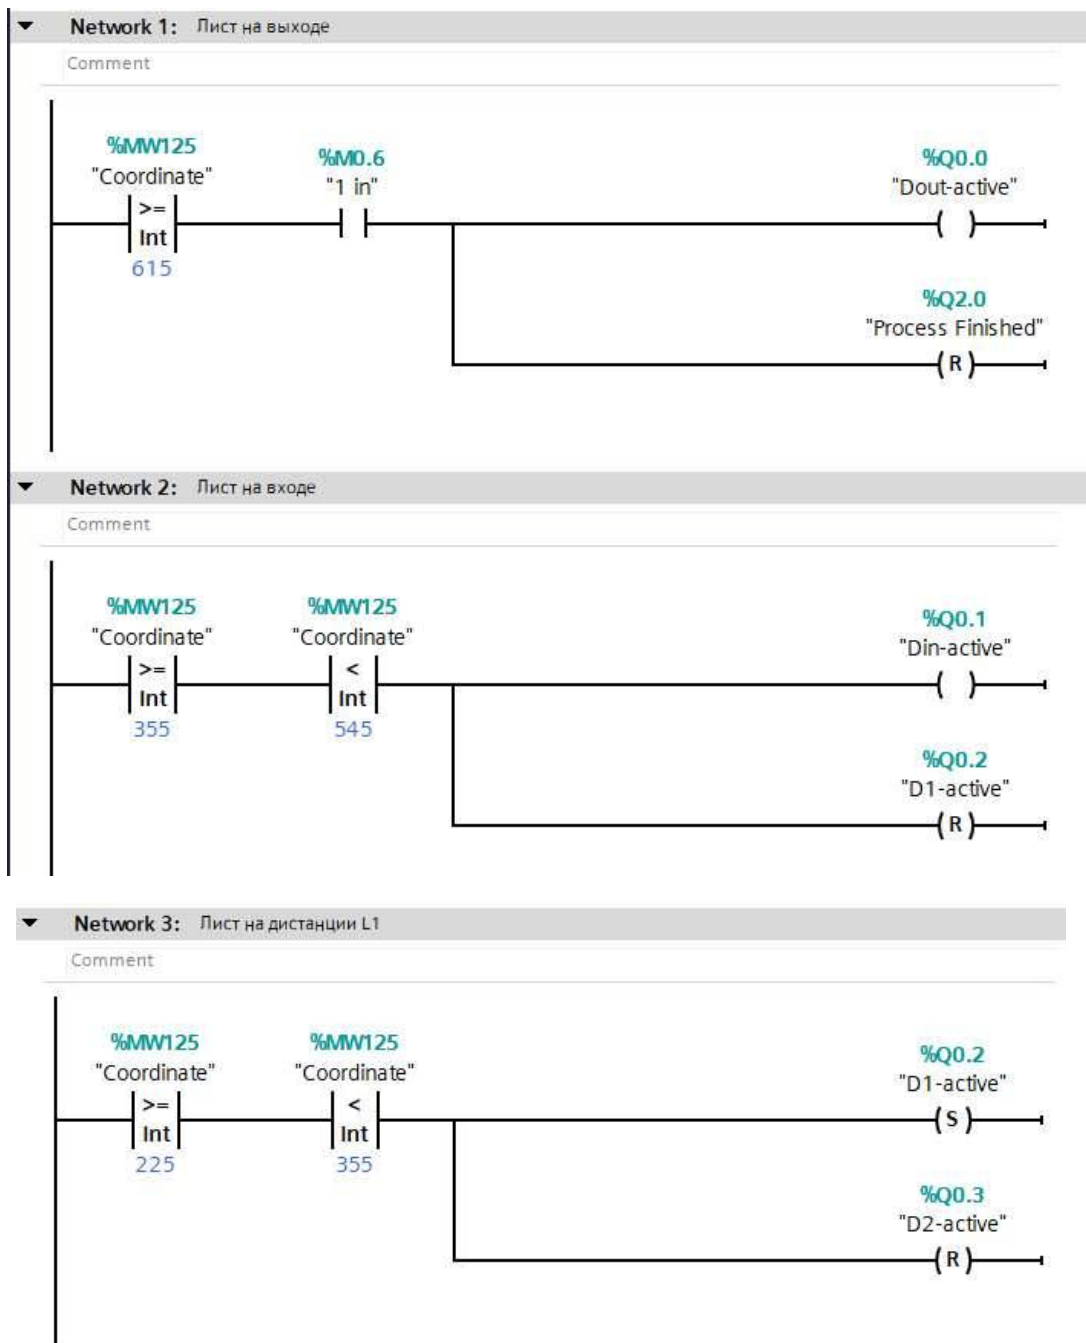 Network 1: Лист на выходе
Comment
%MW125
"Coordinate"
>=
Int
615
%M0.6
"1 in"
%Q0.0
"Dout-active"
( )
%Q2.0
"Process Finished"
(R)
Network 2: Лист на входе
Comment
%MW125
"Coordinate"
>=
Int
355
%MW125
"Coordinate"
<
Int
545
%Q0.1
"Din-active"
( )
%Q0.2
"D1-active"
(R)
Network 3: Лист на дистанции L1
Comment
%MW125
"Coordinate"
>=
Int
225
%MW125
"Coordinate"
<
Int
355
%Q0.2
"D1-active"
(S)
%Q0.3
"D2-active"
(R)